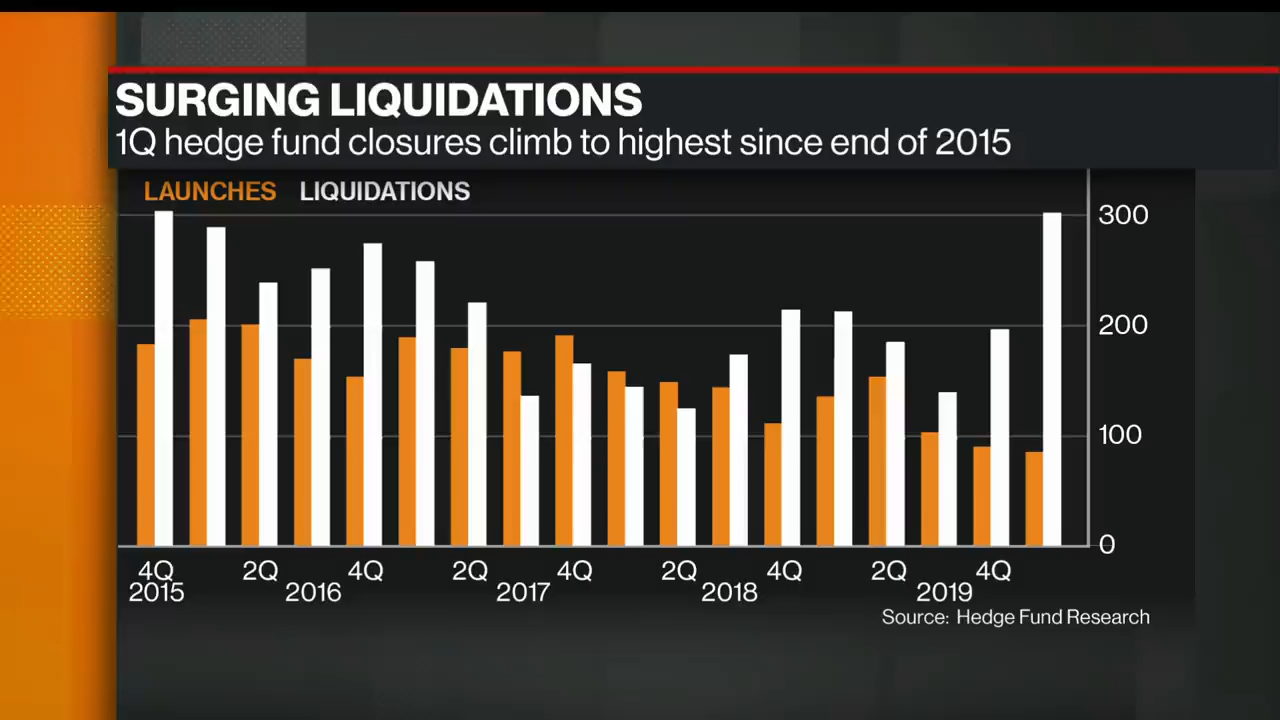 SURGING LIQUIDATIONS
1Q hedge fund closures climb to highest since end of 2015
LAUNCHES LIQUIDATIONS
300
200
100
0
4Q 2Q 4Q 2Q 4Q 2Q 4Q 2Q 4Q
2015 2016 2017 2018 2019
Source: Hedge Fund Research